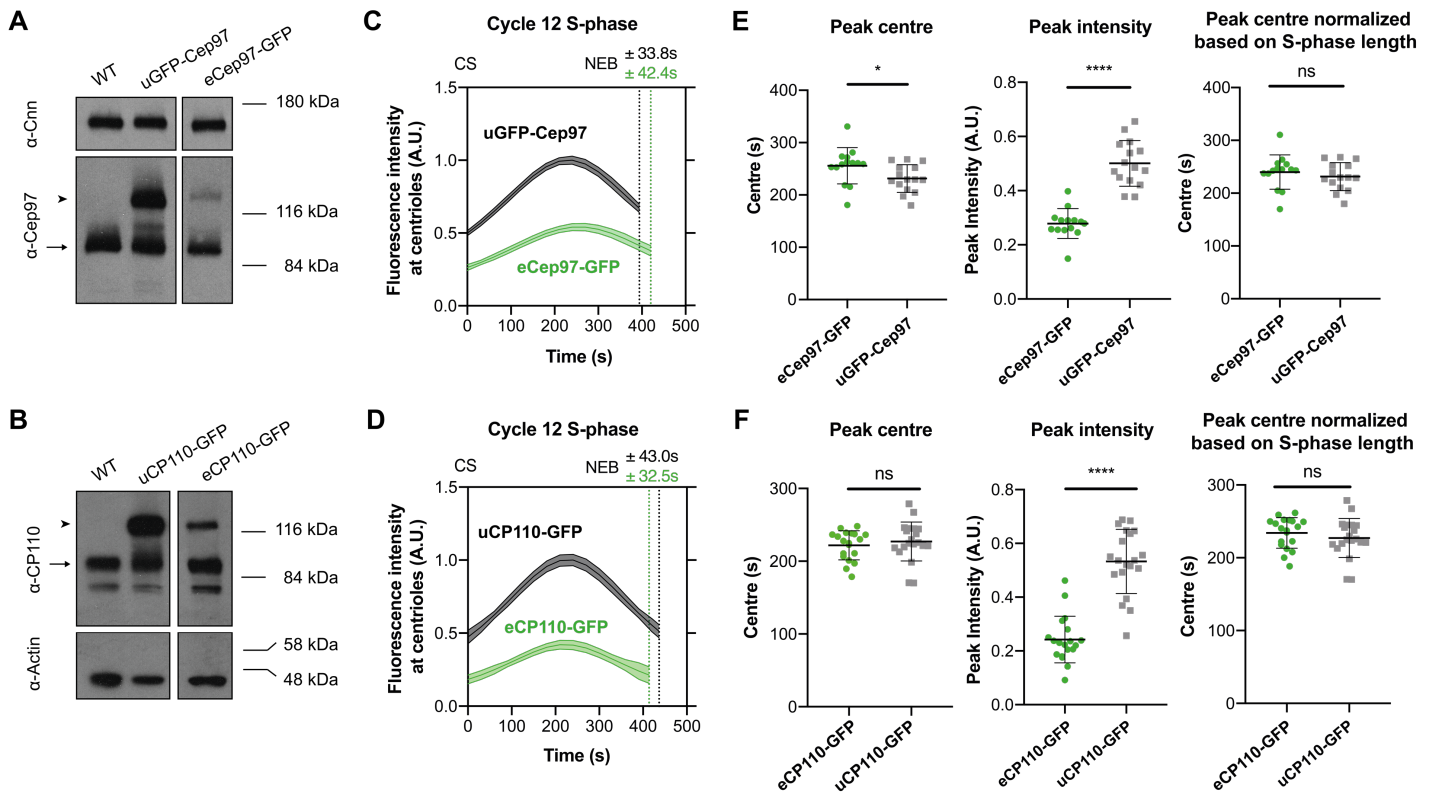 A
WT
uGFP-Cep97
eCep97-GFP
α-Cnn
180 kDa
α-Cep97
116 kDa
84 kDa
B
WT
uCP110-GFP
eCP110-GFP
α-CP110
116 kDa
84 kDa
α-Actin
58 kDa
48 kDa
C
Cycle 12 S-phase
CS
NEB
± 33.8s
± 42.4s
Fluorescence intensity
at centrioles (A.U.)
1.5
1.0
0.5
0.0
uGFP-Cep97
eCep97-GFP
0 100 200 300 400 500
Time (s)
D
Cycle 12 S-phase
CS
NEB
± 43.0s
± 32.5s
Fluorescence intensity
at centrioles (A.U.)
1.5
1.0
0.5
0.0
uCP110-GFP
eCP110-GFP
0 100 200 300 400 500
Time (s)
E
Peak centre
*
Centre (s)
400
300
200
100
0
eCep97-GFP
uGFP-Cep97
Peak intensity
****
Peak Intensity (A.U.)
0.8
0.6
0.4
0.2
0.0
eCep97-GFP
uGFP-Cep97
Peak centre normalized
based on S-phase length
ns
Centre (s)
400
300
200
100
0
eCep97-GFP
uGFP-Cep97
F
Peak centre
ns
Centre (s)
300
200
100
0
eCP110-GFP
uCP110-GFP
Peak intensity
****
Peak Intensity (A.U.)
0.8
0.6
0.4
0.2
0.0
eCP110-GFP
uCP110-GFP
Peak centre normalized
based on S-phase length
ns
Centre (s)
300
200
100
0
eCP110-GFP
uCP110-GFP